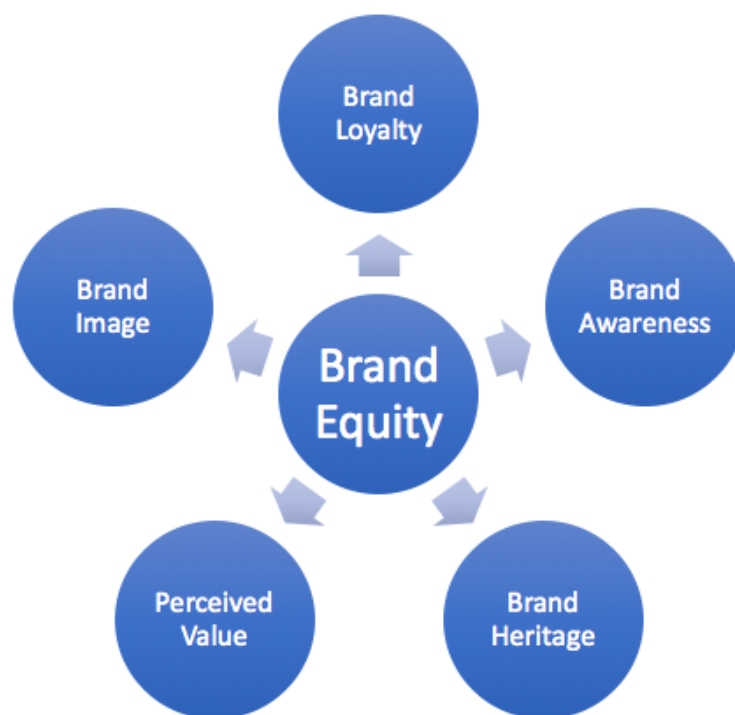 Brand
Loyalty
Brand
Image
Brand
Awareness
Brand
Equity
Perceived
Value
Brand
Heritage